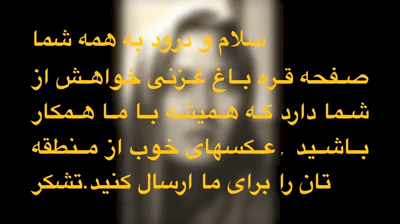 سلام و درود به همه شما
صفحه قره باغ غزنی خواهش از
شما دارد که همیشه با ما همکار
باشید , عکسهای خوب از منطقه
تان را برای ما ارسال کنید.تشکر